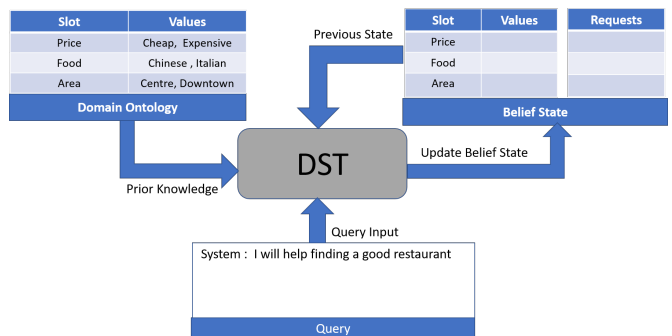 Slot Values
Price Cheap, Expensive
Food Chinese , Italian
Area Centre, Downtown
Domain Ontology
Previous State
Slot Values Requests
Price
Food
Area
Belief State
DST
Prior Knowledge
Update Belief State
Query Input
System : I will help finding a good restaurant
Query